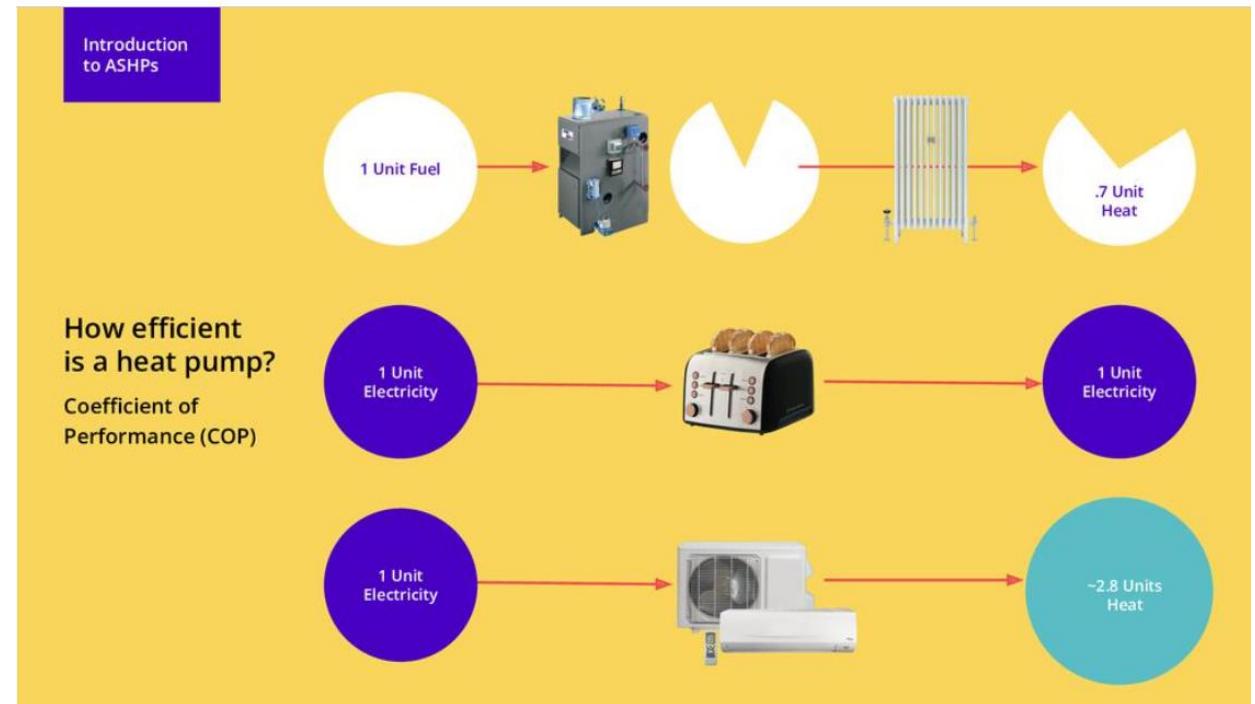 Introduction
to ASHPs
1 Unit Fuel
.7 Unit
Heat
How efficient
is a heat pump?
Coefficient of
Performance (COP)
1 Unit
Electricity
1 Unit
Electricity
1 Unit
Electricity
~2.8 Units
Heat